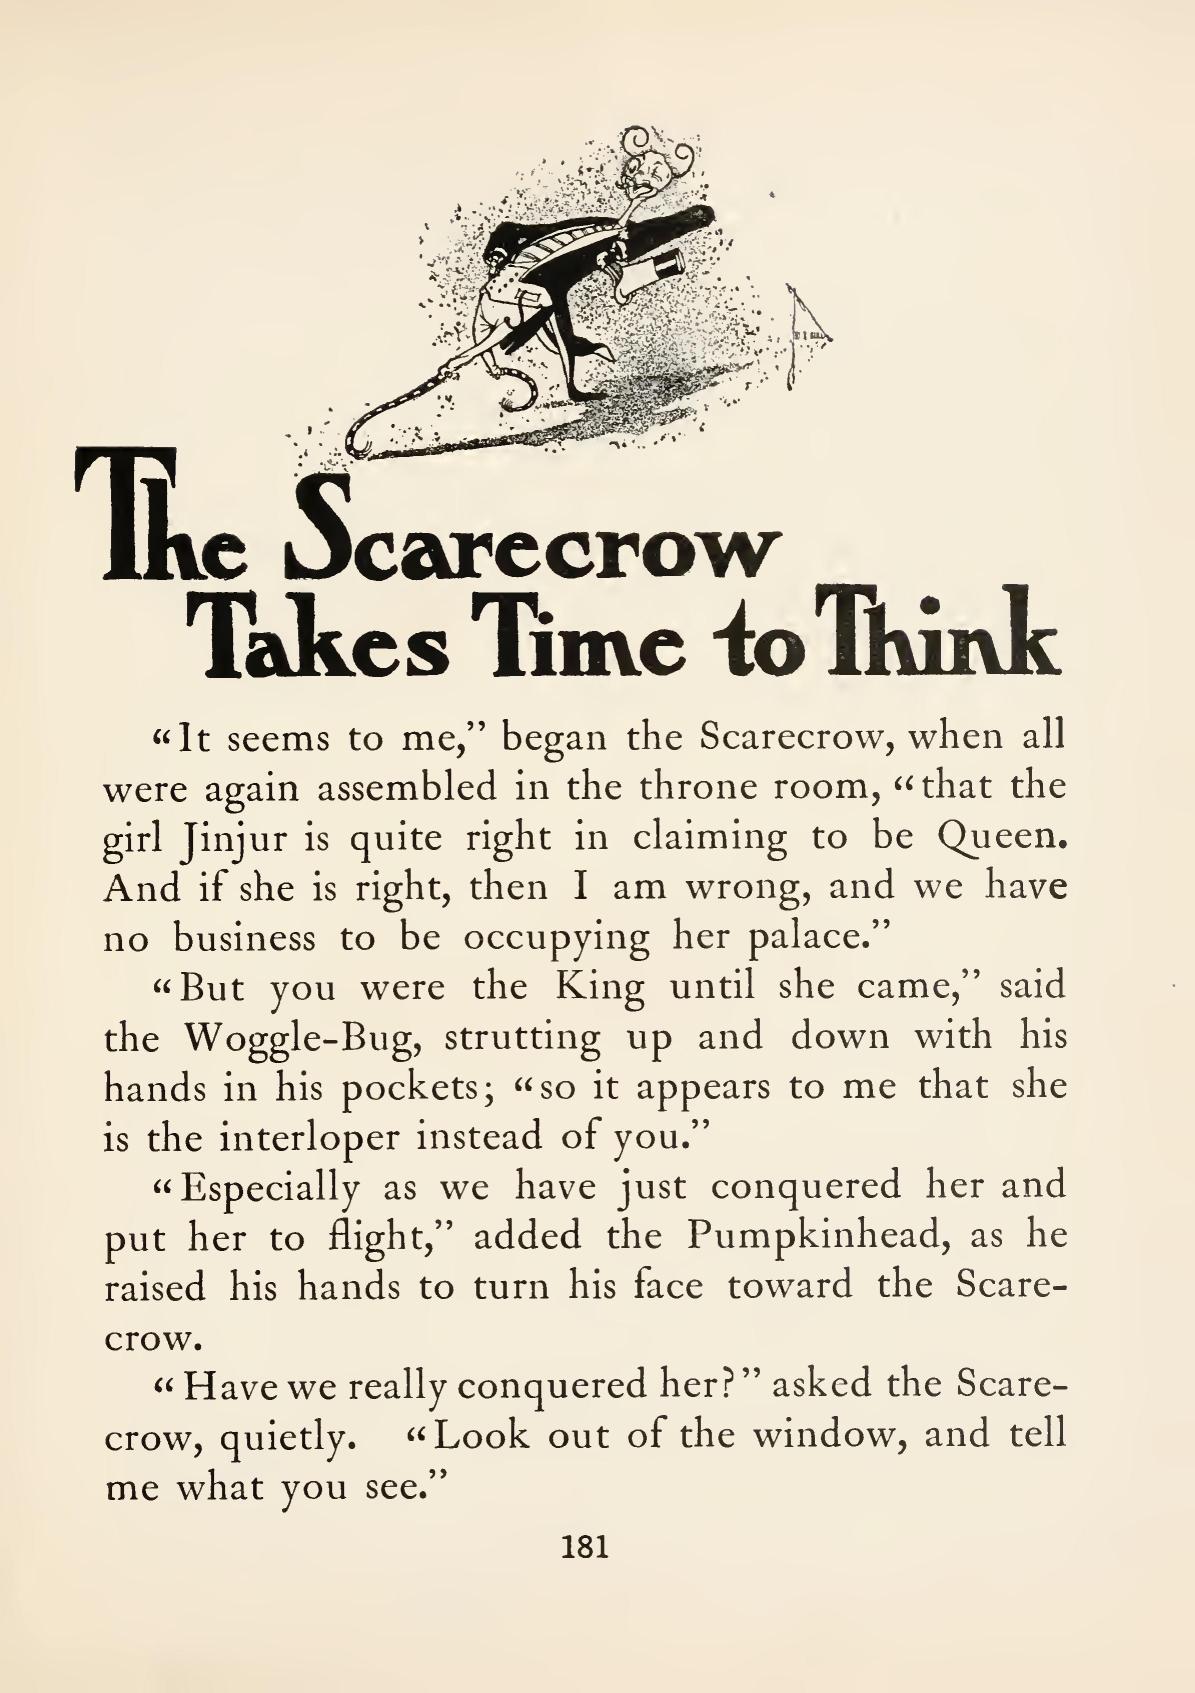 The Scarecrow
Takes Time to Think
“It seems to me,” began the Scarecrow, when all
were again assembled in the throne room, “that the
girl Jinjur is quite right in claiming to be Queen.
And if she is right, then I am wrong, and we have
no business to be occupying her palace.”
“But you were the King until she came,” said
the Woggle-Bug, strutting up and down with his
hands in his pockets; “so it appears to me that she
is the interloper instead of you.”
“Especially as we have just conquered her and
put her to flight,” added the Pumpkinhead, as he
raised his hands to turn his face toward the Scare-
crow.
“Have we really conquered her?” asked the Scare-
crow, quietly. “Look out of the window, and tell
me what you see.”
181